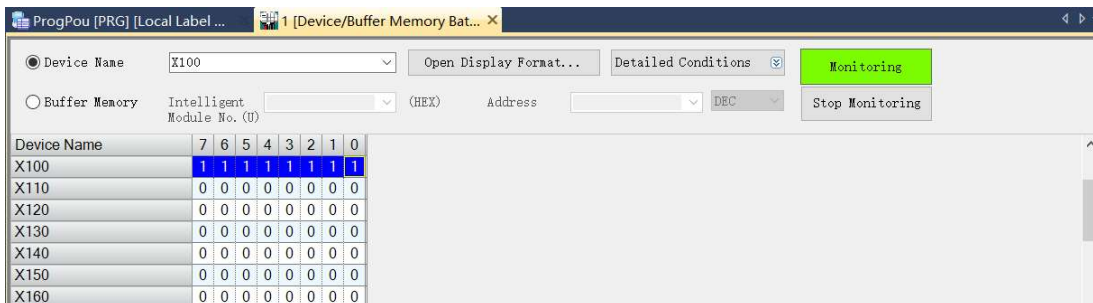 ProgPou [PRG] [Local Label ... 1 [Device/Buffer Memory Bat...
Device Name X100 Open Display Format... Detailed Conditions Monitoring
Buffer Memory Intelligent Module No. (U) (HEX) Address DEC Stop Monitoring
Device Name 7 6 5 4 3 2 1 0
X100 1 1 1 1 1 1 1 1
X110 0 0 0 0 0 0 0 0
X120 0 0 0 0 0 0 0 0
X130 0 0 0 0 0 0 0 0
X140 0 0 0 0 0 0 0 0
X150 0 0 0 0 0 0 0 0
X160 0 0 0 0 0 0 0 0